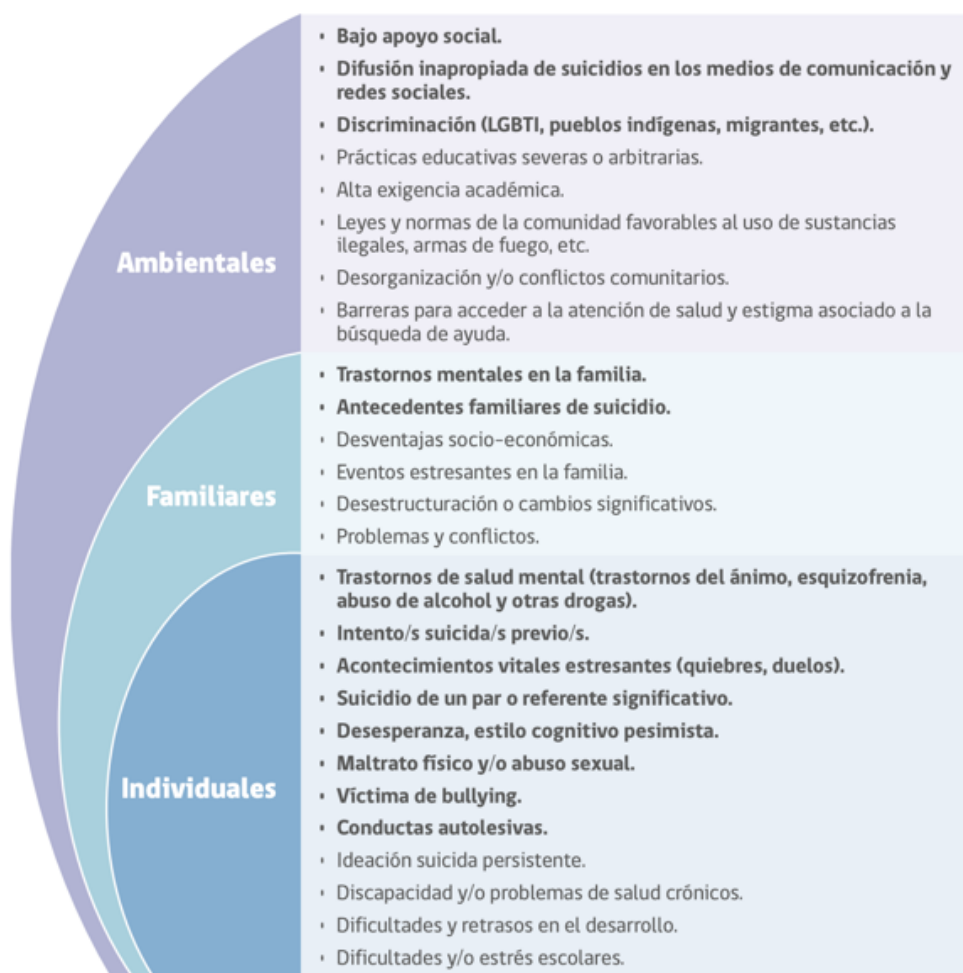 Ambientales
· Bajo apoyo social.
· Difusión inapropiada de suicidios en los medios de comunicación y
redes sociales.
· Discriminación (LGBTI, pueblos indígenas, migrantes, etc.).
· Prácticas educativas severas o arbitrarias.
· Alta exigencia académica.
· Leyes y normas de la comunidad favorables al uso de sustancias
ilegales, armas de fuego, etc.
· Desorganización y/o conflictos comunitarios.
· Barreras para acceder a la atención de salud y estigma asociado a la
búsqueda de ayuda.
Familiares
· Trastornos mentales en la familia.
· Antecedentes familiares de suicidio.
· Desventajas socio-económicas.
· Eventos estresantes en la familia.
· Desestructuración o cambios significativos.
· Problemas y conflictos.
Individuales
· Trastornos de salud mental (trastornos del ánimo, esquizofrenia,
abuso de alcohol y otras drogas).
· Intento/s suicida/s previo/s.
· Acontecimientos vitales estresantes (quiebres, duelos).
· Suicidio de un par o referente significativo.
· Desesperanza, estilo cognitivo pesimista.
· Maltrato físico y/o abuso sexual.
· Víctima de bullying.
· Conductas autolesivas.
· Ideación suicida persistente.
· Discapacidad y/o problemas de salud crónicos.
· Dificultades y retrasos en el desarrollo.
· Dificultades y/o estrés escolares.